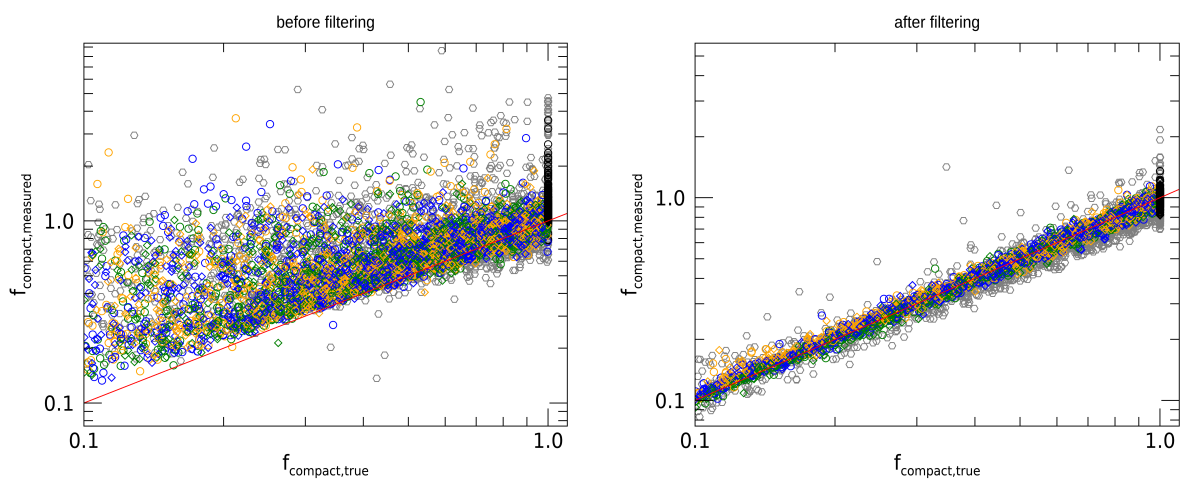 before filtering
after filtering
f_compact,measured
1.0
0.1
0.1
1.0
f_compact,true
f_compact,measured
1.0
0.1
0.1
1.0
f_compact,true